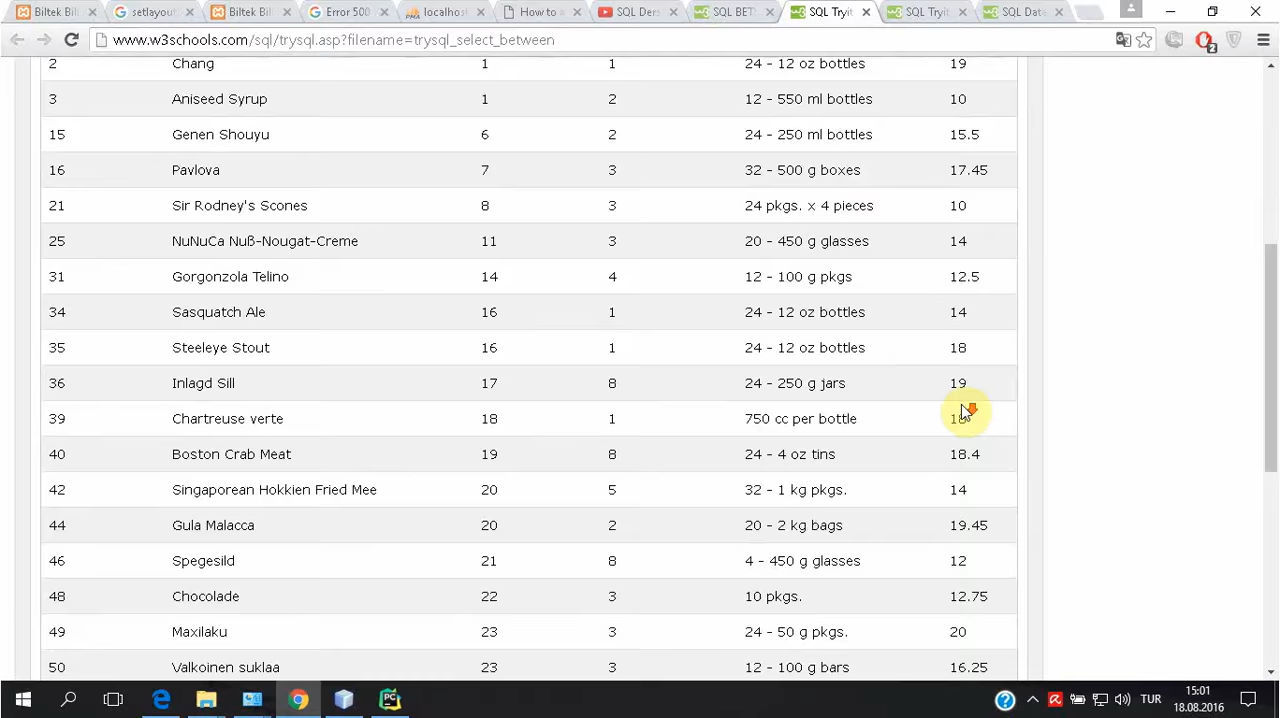 Biltek Bi
setlayou
Biltek Bi
Error 500
localho
How to a
SQL Ders
SQL BET
SQL Tryit
SQL Tryit
SQL Data
www.w3schools.com/sql/trysql.asp?filename=trysql_select_between
2
2 Chang 1 1 24 - 12 oz bottles 19
3 Aniseed Syrup 1 2 12 - 550 ml bottles 10
15 Genen Shouyu 6 2 24 - 250 ml bottles 15.5
16 Pavlova 7 3 32 - 500 g boxes 17.45
21 Sir Rodney's Scones 8 3 24 pkgs. x 4 pieces 10
25 NuNuCa Nuß-Nougat-Creme 11 3 20 - 450 g glasses 14
31 Gorgonzola Telino 14 4 12 - 100 g pkgs 12.5
34 Sasquatch Ale 16 1 24 - 12 oz bottles 14
35 Steeleye Stout 16 1 24 - 12 oz bottles 18
36 Inlagd Sill 17 8 24 - 250 g jars 19
39 Chartreuse verte 18 1 750 cc per bottle
40 Boston Crab Meat 19 8 24 - 4 oz tins 18.4
42 Singaporean Hokkien Fried Mee 20 5 32 - 1 kg pkgs. 14
44 Gula Malacca 20 2 20 - 2 kg bags 19.45
46 Spegesild 21 8 4 - 450 g glasses 12
48 Chocolade 22 3 10 pkgs. 12.75
49 Maxilaku 23 3 24 - 50 g pkgs. 20
50 Valkoinen suklaa 23 3 12 - 100 g bars 16.25
TUR
15:01
18.08.2016